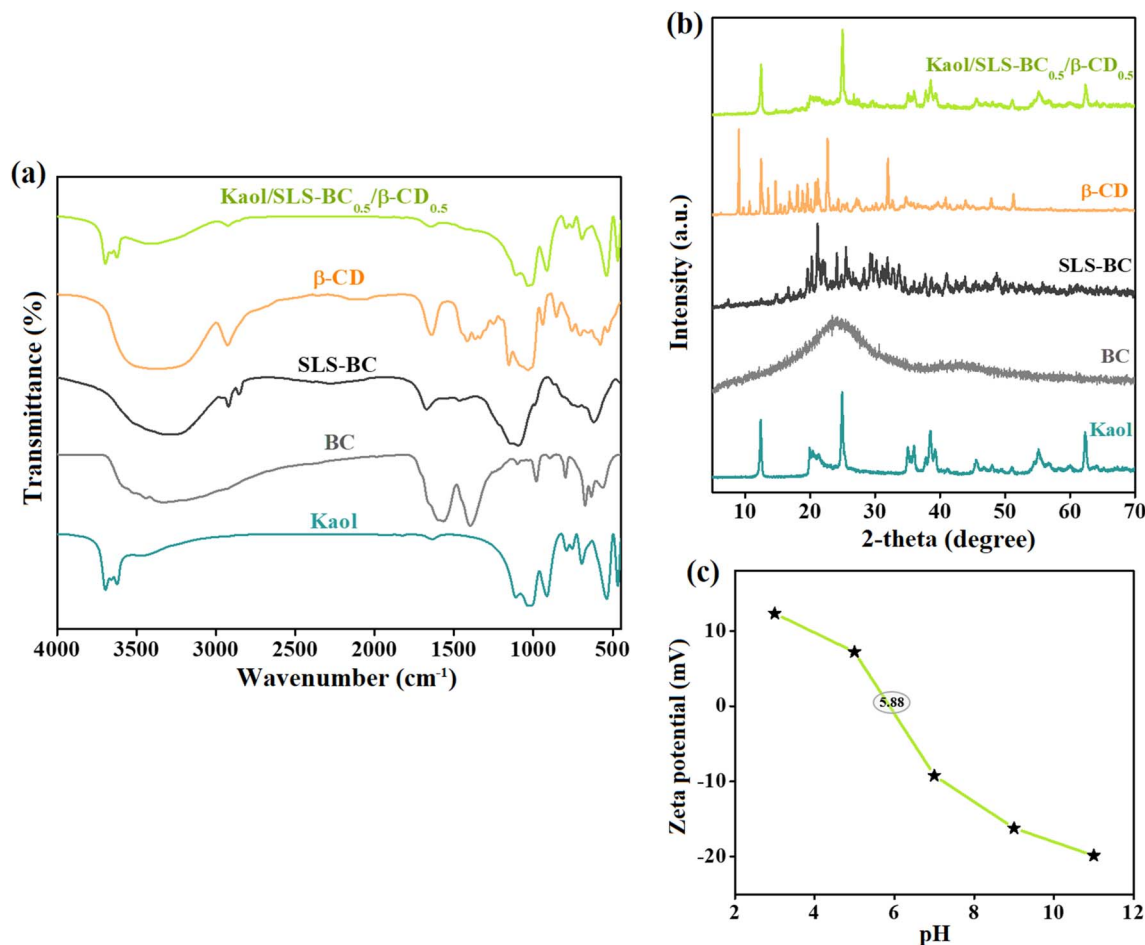 (a)
Kaol/SLS-BC₀.₅/β-CD₀.₅
β-CD
SLS-BC
BC
Kaol
Transmittance (%)
4000 3500 3000 2500 2000 1500 1000 500
Wavenumber (cm⁻¹)
(b)
Kaol/SLS-BC₀.₅/β-CD₀.₅
β-CD
SLS-BC
BC
Kaol
Intensity (a.u.)
10 20 30 40 50 60 70
2-theta (degree)
(c)
Zeta potential (mV)
10
0
-10
-20
5.88
2 4 6 8 10 12
pH